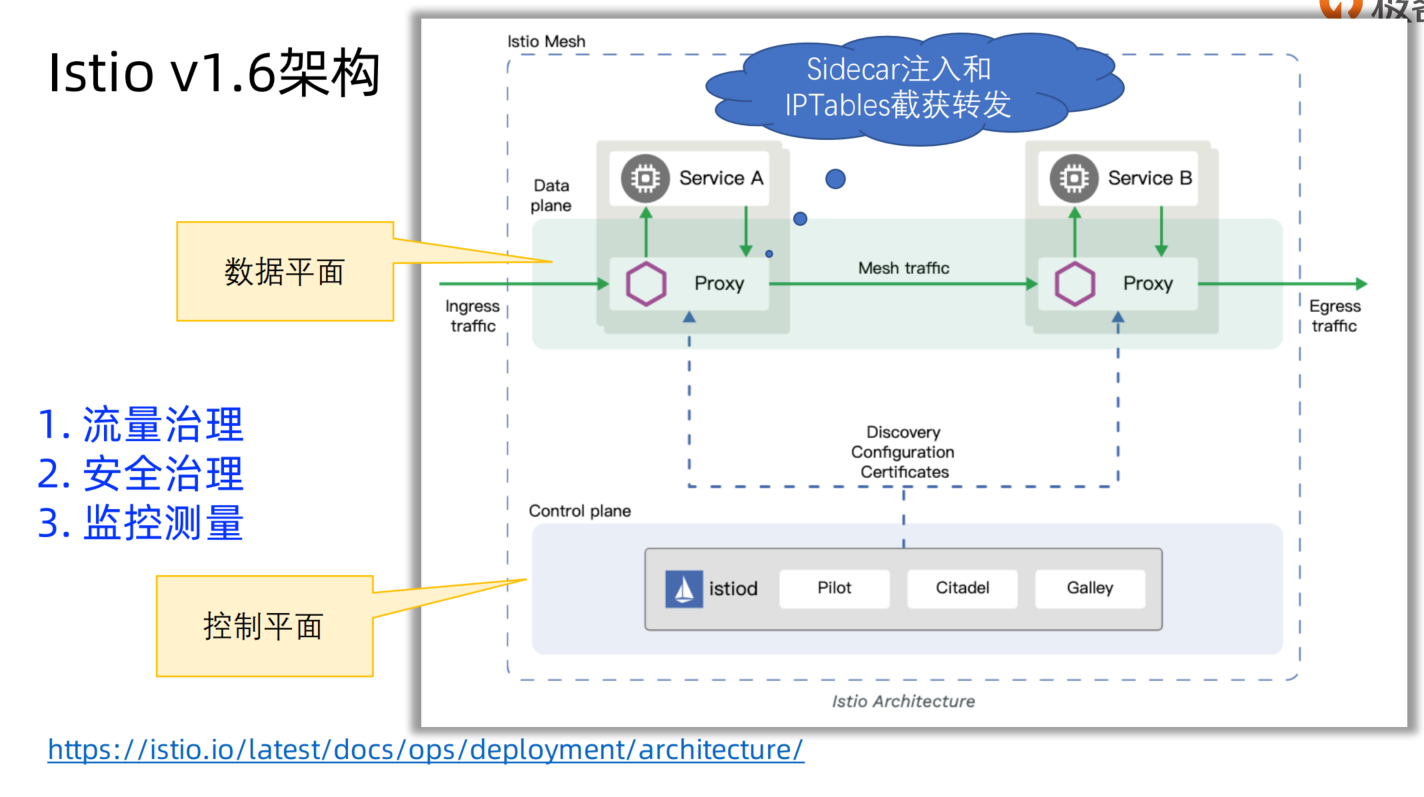 Istio v1.6架构
Istio Mesh
Sidecar注入和
IPTables截获转发
Service A
Service B
Data
plane
数据平面
Proxy
Mesh traffic
Proxy
Ingress
traffic
Egress
traffic
1. 流量治理
2. 安全治理
3. 监控测量
Discovery
Configuration
Certificates
Control plane
istiod
Pilot
Citadel
Galley
控制平面
Istio Architecture
https://istio.io/latest/docs/ops/deployment/architecture/